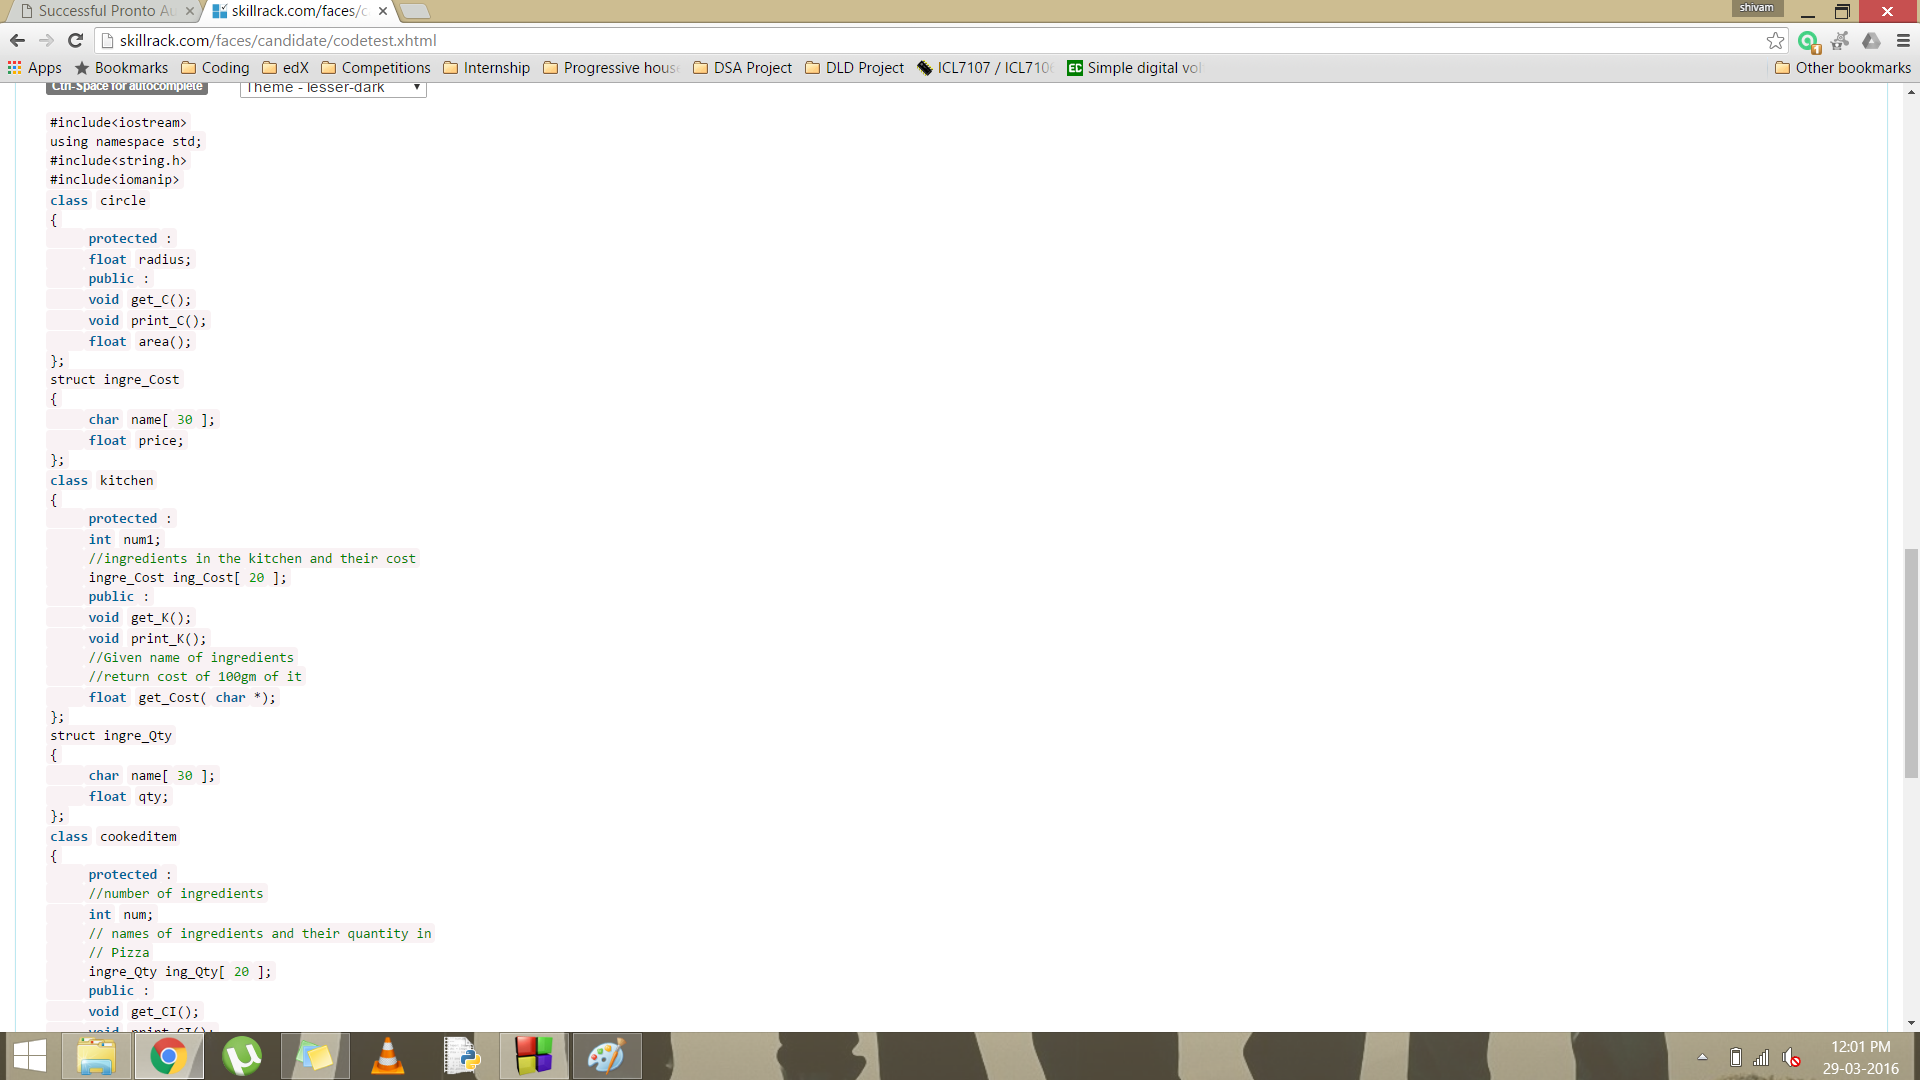 Successful Pronto Au
skillrack.com/faces/c
shivam
skillrack.com/faces/candidate/codetest.xhtml
Apps Bookmarks Coding edX Competitions Internship Progressive hous DSA Project DLD Project ICL7107 / ICL710 EC Simple digital vol Other bookmarks
Ctrl-Space for autocomplete Theme - lesser-dark
#include<iostream>
using namespace std;
#include<string.h>
#include<iomanip>
class circle
{
protected :
float radius;
public :
void get_C();
void print_C();
float area();
};
struct ingre_Cost
{
char name[ 30 ];
float price;
};
class kitchen
{
protected :
int num1;
//ingredients in the kitchen and their cost
ingre_Cost ing_Cost[ 20 ];
public :
void get_K();
void print_K();
//Given name of ingredients
//return cost of 100gm of it
float get_Cost( char *);
};
struct ingre_Qty
{
char name[ 30 ];
float qty;
};
class cookeditem
{
protected :
//number of ingredients
int num;
// names of ingredients and their quantity in
// Pizza
ingre_Qty ing_Qty[ 20 ];
public :
void get_CI();
void print_CI();
12:01 PM
29-03-2016